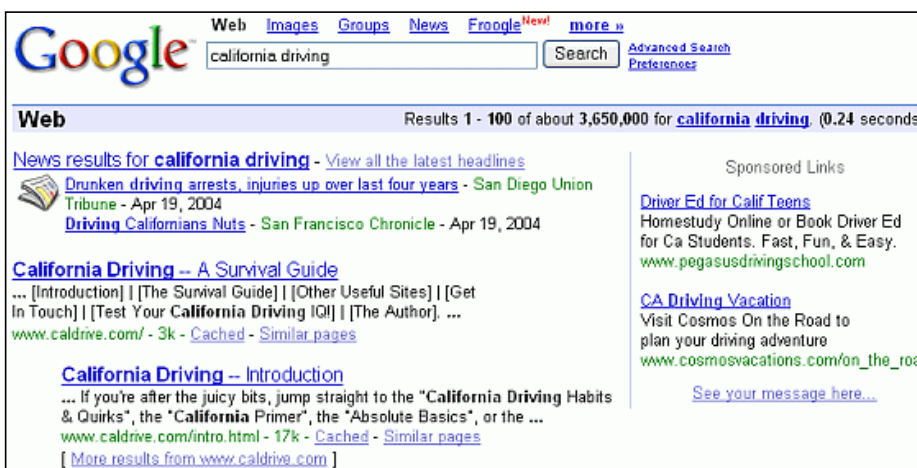 Google
Web Images Groups News Froogle New! more »
california driving Search Advanced Search
Preferences
Web Results 1 - 100 of about 3,650,000 for california driving. (0.24 seconds
News results for california driving - View all the latest headlines
Drunken driving arrests, injuries up over last four years - San Diego Union
Tribune - Apr 19, 2004
Driving Californians Nuts - San Francisco Chronicle - Apr 19, 2004
California Driving -- A Survival Guide
... [Introduction] | [The Survival Guide] | [Other Useful Sites] | [Get
In Touch] | [Test Your California Driving IQ!] | [The Author]. ...
www.caldrive.com/ - 3k - Cached - Similar pages
California Driving -- Introduction
... If you're after the juicy bits, jump straight to the "California Driving Habits
& Quirks", the "California Primer", the "Absolute Basics", or the ...
www.caldrive.com/intro.html - 17k - Cached - Similar pages
[ More results from www.caldrive.com ]
Sponsored Links
Driver Ed for Calif Teens
Homestudy Online or Book Driver Ed
for Ca Students. Fast, Fun, & Easy.
www.pegasusdrivingschool.com
CA Driving Vacation
Visit Cosmos On the Road to
plan your driving adventure
www.cosmosvacations.com/on_the_roa
See your message here...